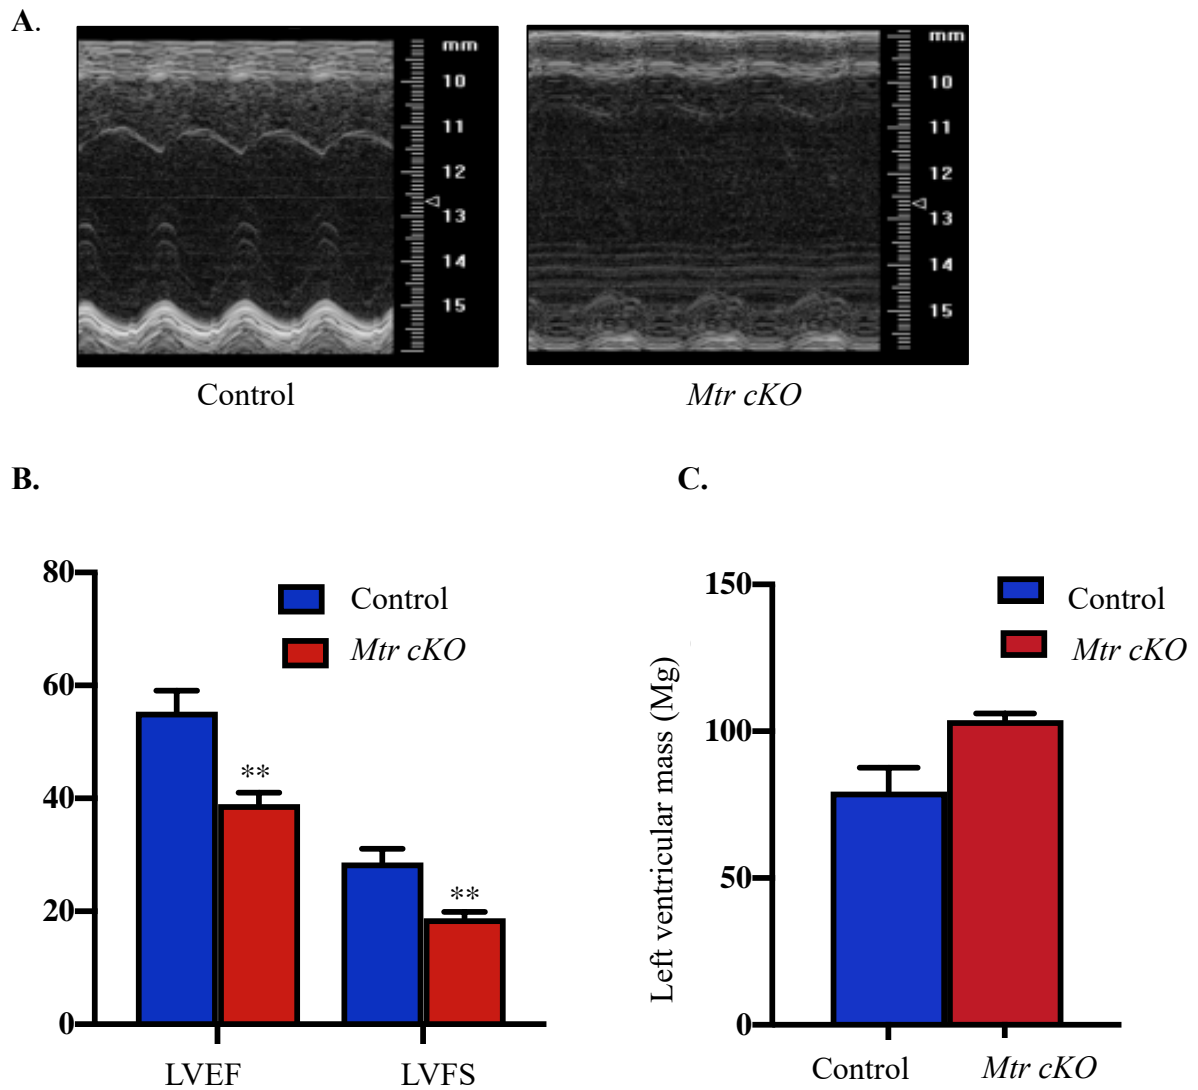 A.
mm
10
11
12
13
14
15
mm
10
11
12
13
14
15
Control
Mtr cKO
B.
80
60
40
20
0
Control
Mtr cKO
**
**
LVEF
LVFS
C.
Left ventricular mass (Mg)
150
100
50
0
Control
Mtr cKO
Control
Mtr cKO